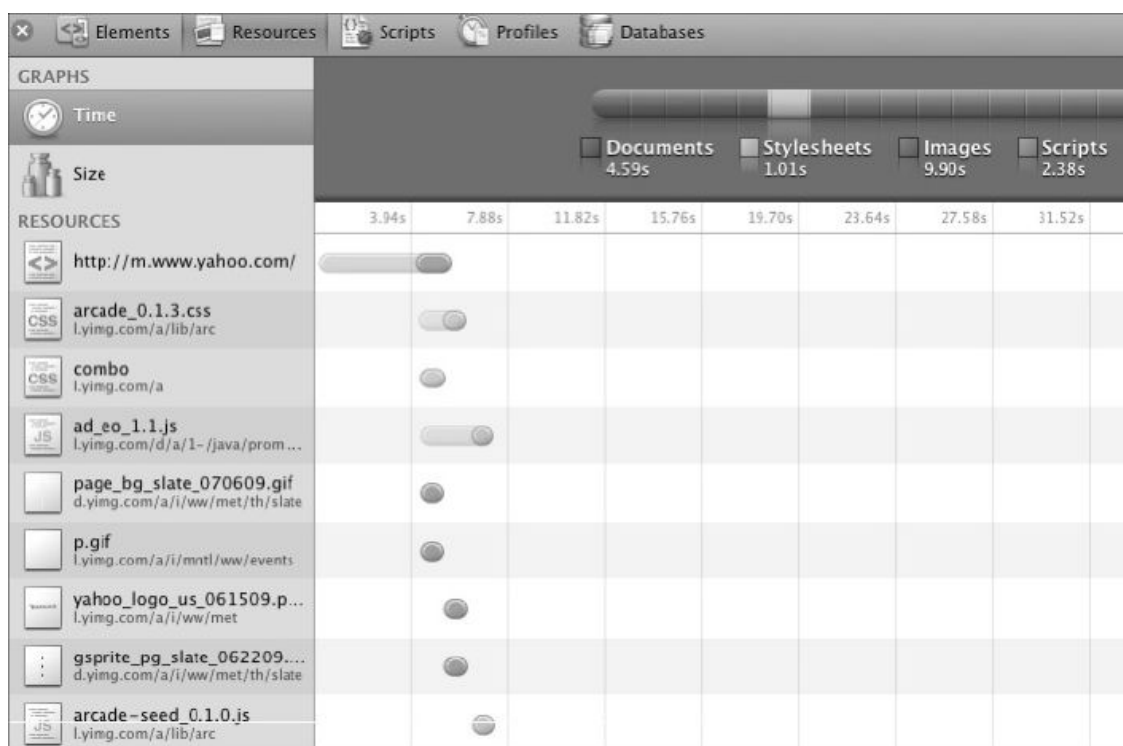 Elements Resources Scripts Profiles Databases
GRAPHS
Time
Size
Documents Stylesheets Images Scripts
4.59s 1.01s 9.90s 2.38s
RESOURCES
3.94s 7.88s 11.82s 15.76s 19.70s 23.64s 27.58s 31.52s
http://m.www.yahoo.com/
arcade_0.1.3.css
l.yimg.com/a/lib/arc
combo
l.yimg.com/a
ad_eo_1.1.js
l.yimg.com/d/a/1-/java/prom...
page_bg_slate_070609.gif
d.yimg.com/a/i/ww/met/th/slate
p.gif
l.yimg.com/a/i/mntl/ww/events
yahoo_logo_us_061509.p...
l.yimg.com/a/i/ww/met
gsprite_pg_slate_062209....
d.yimg.com/a/i/ww/met/th/slate
arcade-seed_0.1.0.js
l.yimg.com/a/lib/arc